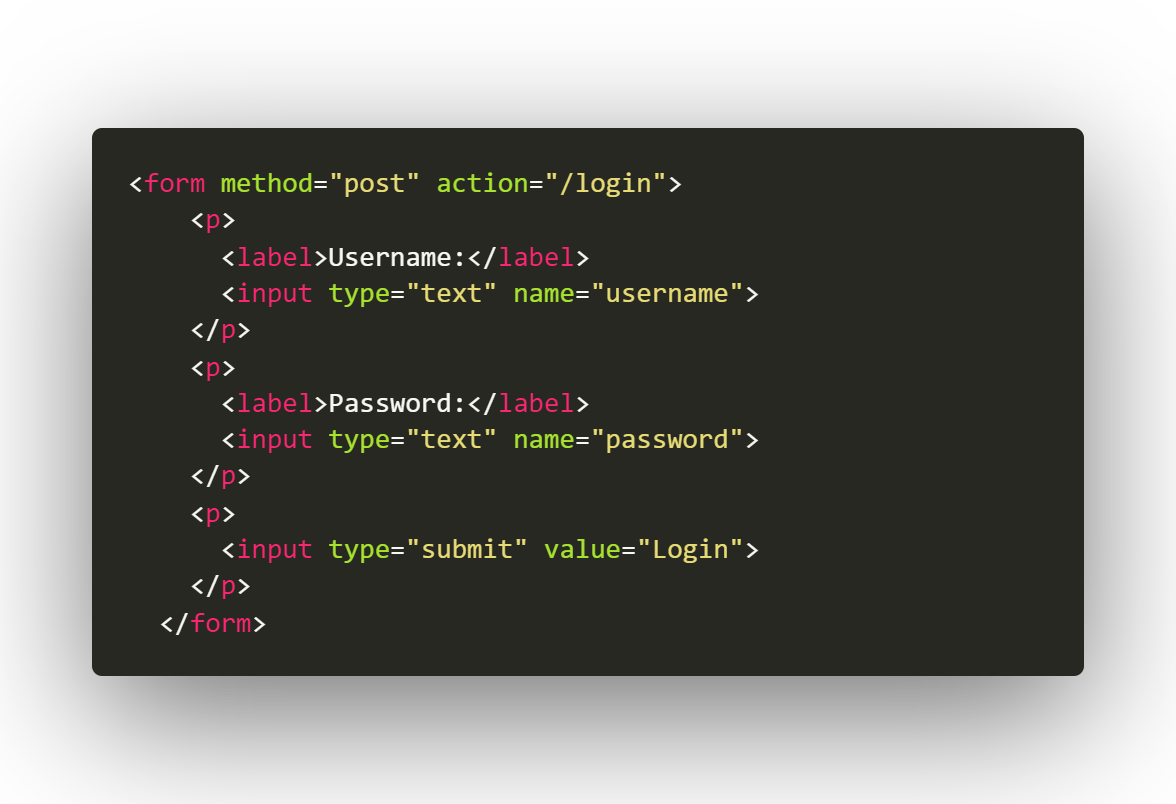 <form method="post" action="/login">
    <p>
      <label>Username:</label>
      <input type="text" name="username">
    </p>
    <p>
      <label>Password:</label>
      <input type="text" name="password">
    </p>
    <p>
      <input type="submit" value="Login">
    </p>
  </form>